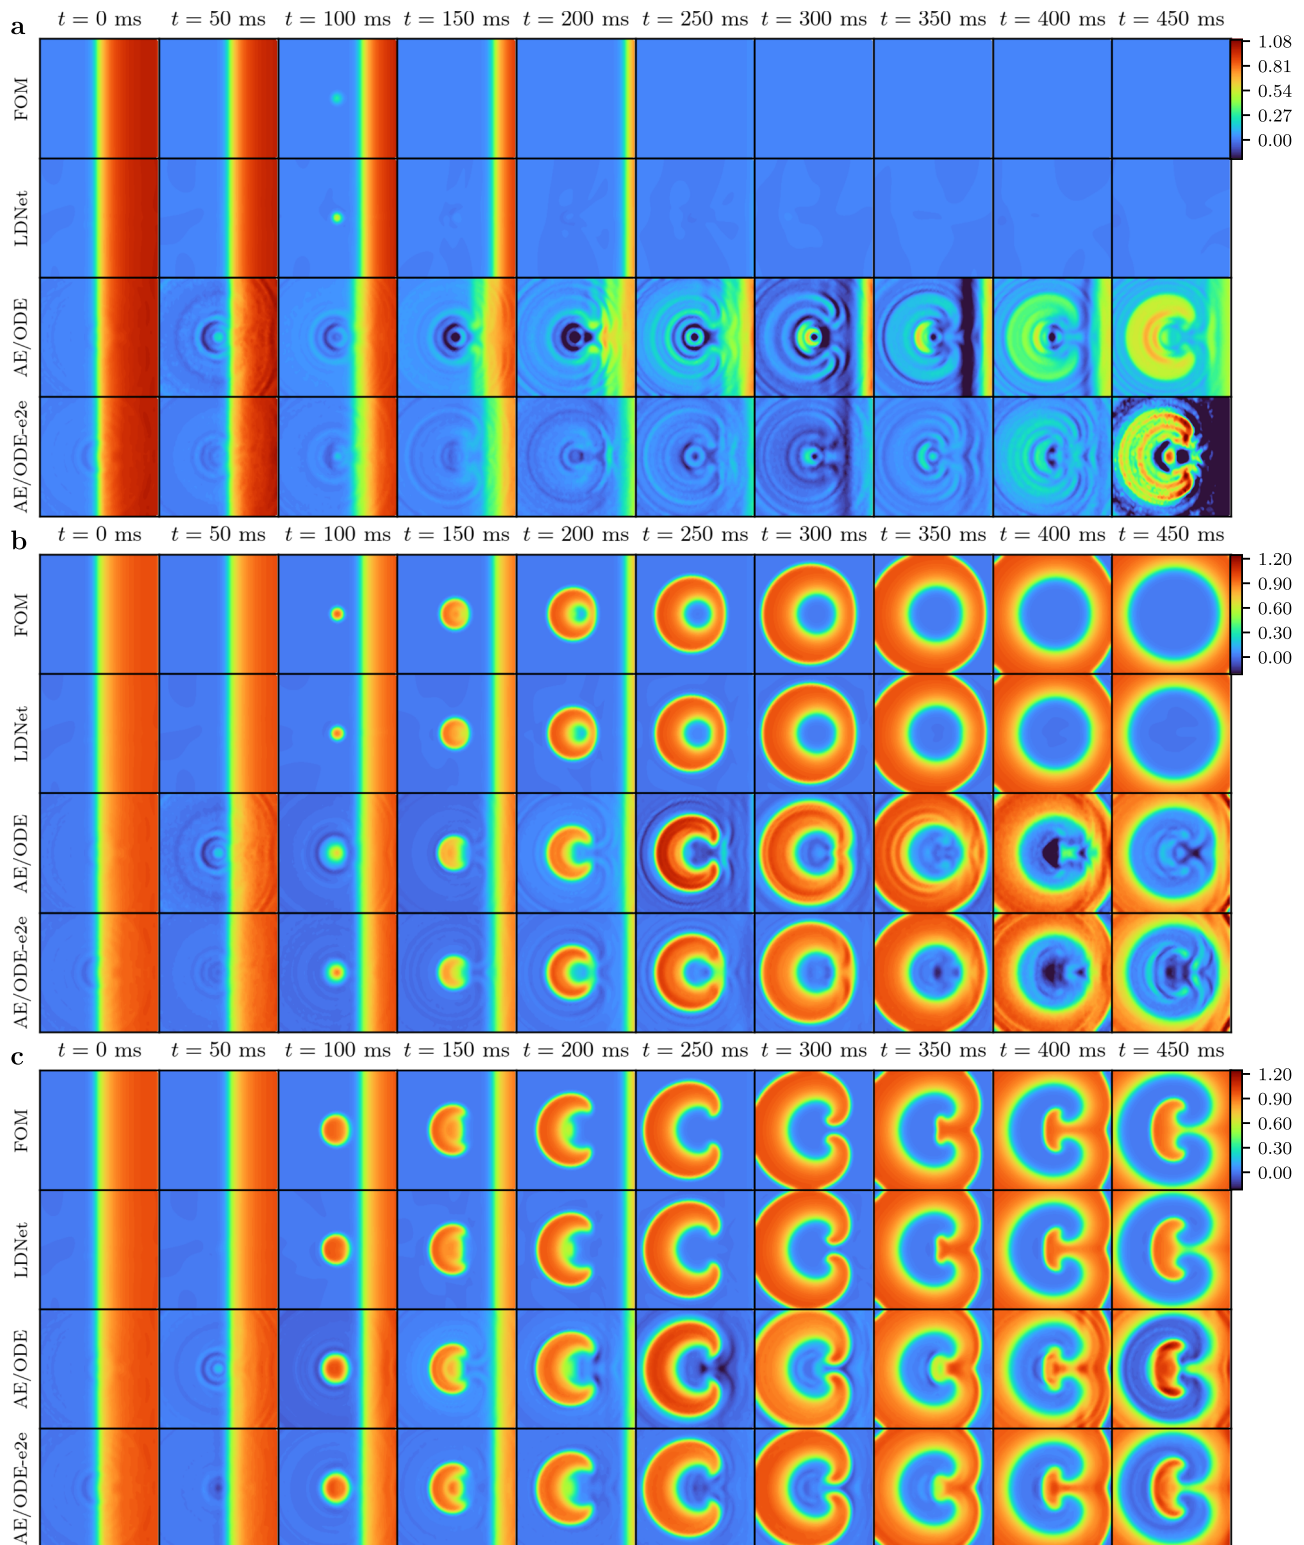 a
t = 0 ms t = 50 ms t = 100 ms t = 150 ms t = 200 ms t = 250 ms t = 300 ms t = 350 ms t = 400 ms t = 450 ms
FOM
LDNet
AE/ODE
AE/ODE-e2e
1.08
0.81
0.54
0.27
0.00
b
t = 0 ms t = 50 ms t = 100 ms t = 150 ms t = 200 ms t = 250 ms t = 300 ms t = 350 ms t = 400 ms t = 450 ms
FOM
LDNet
AE/ODE
AE/ODE-e2e
1.20
0.90
0.60
0.30
0.00
c
t = 0 ms t = 50 ms t = 100 ms t = 150 ms t = 200 ms t = 250 ms t = 300 ms t = 350 ms t = 400 ms t = 450 ms
FOM
LDNet
AE/ODE
AE/ODE-e2e
1.20
0.90
0.60
0.30
0.00